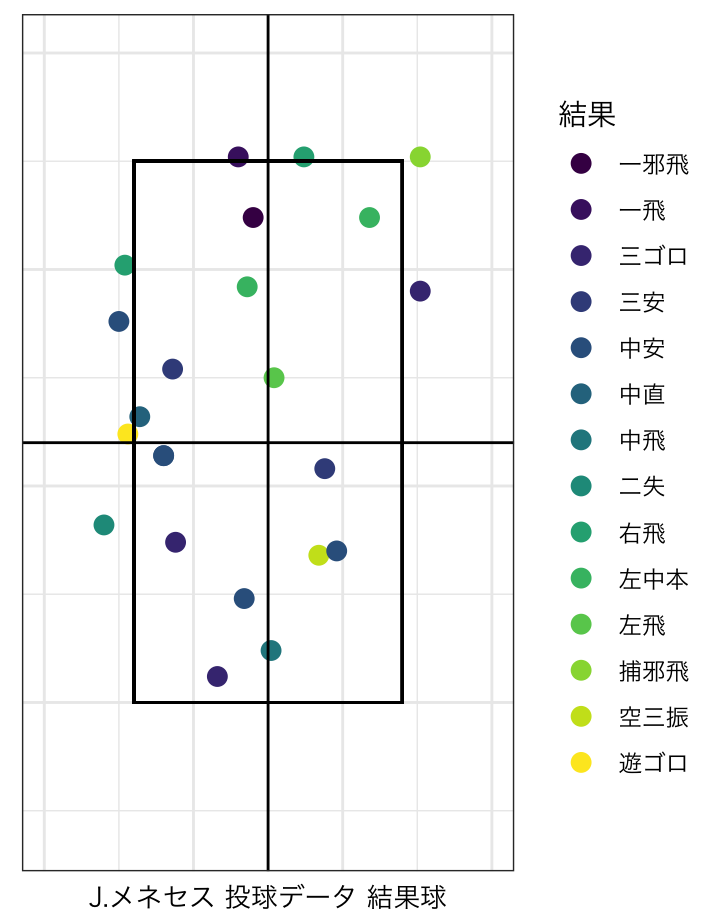 結果
一邪飛
一飛
三ゴロ
三安
中安
中直
中飛
二失
右飛
左中本
左飛
捕邪飛
空三振
遊ゴロ
J.メネセス 投球データ 結果球